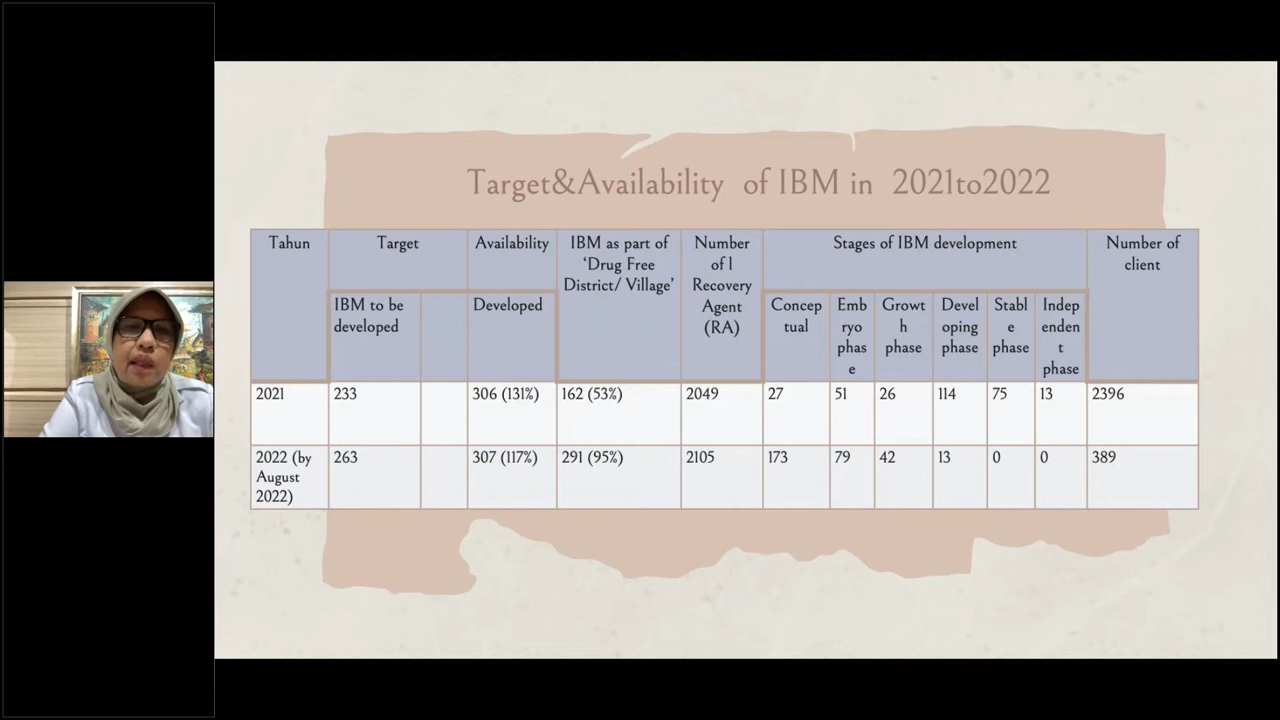 Target&Availability of IBM in 2021to2022
Tahun
Target
Availability
IBM as part of
‘Drug Free
District/ Village’
Number
of l
Recovery
Agent
(RA)
Stages of IBM development
Number of
client
IBM to be
developed
Developed
Concep
tual
Emb
ryo
phas
e
Growt
h
phase
Devel
oping
phase
Stabl
e
phase
Indep
enden
t
phase
2021
233
306 (131%)
162 (53%)
2049
27
51
26
114
75
13
2396
2022 (by
August
2022)
263
307 (117%)
291 (95%)
2105
173
79
42
13
0
0
389